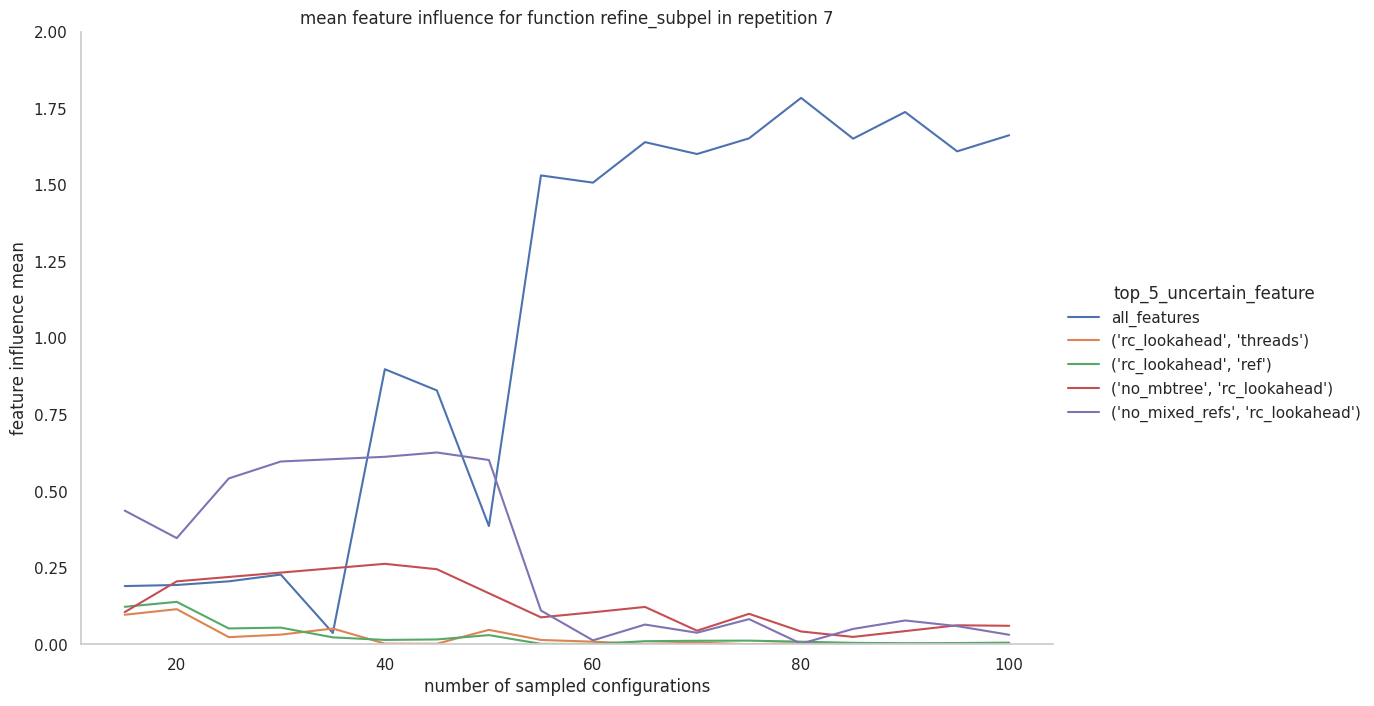 mean feature influence for function refine_subpel in repetition 7
2.00
1.75
1.50
1.25
1.00
0.75
0.50
0.25
0.00
feature influence mean
20 40 60 80 100
number of sampled configurations
top_5_uncertain_feature
all_features
('rc_lookahead', 'threads')
('rc_lookahead', 'ref')
('no_mbtree', 'rc_lookahead')
('no_mixed_refs', 'rc_lookahead')